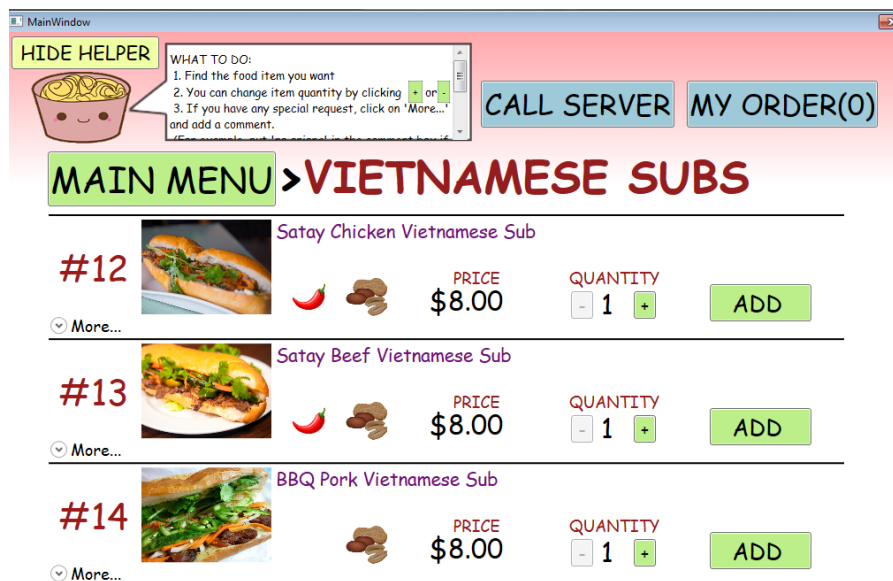 MainWindow
HIDE HELPER
WHAT TO DO:
1. Find the food item you want
2. You can change item quantity by clicking + or -
3. If you have any special request, click on 'More...'
and add a comment.
CALL SERVER
MY ORDER(0)
MAIN MENU >VIETNAMESE SUBS
Satay Chicken Vietnamese Sub
#12
PRICE
QUANTITY
$8.00
- 1 +
ADD
More...
Satay Beef Vietnamese Sub
#13
PRICE
QUANTITY
$8.00
- 1 +
ADD
More...
BBQ Pork Vietnamese Sub
#14
PRICE
QUANTITY
$8.00
- 1 +
ADD
More...